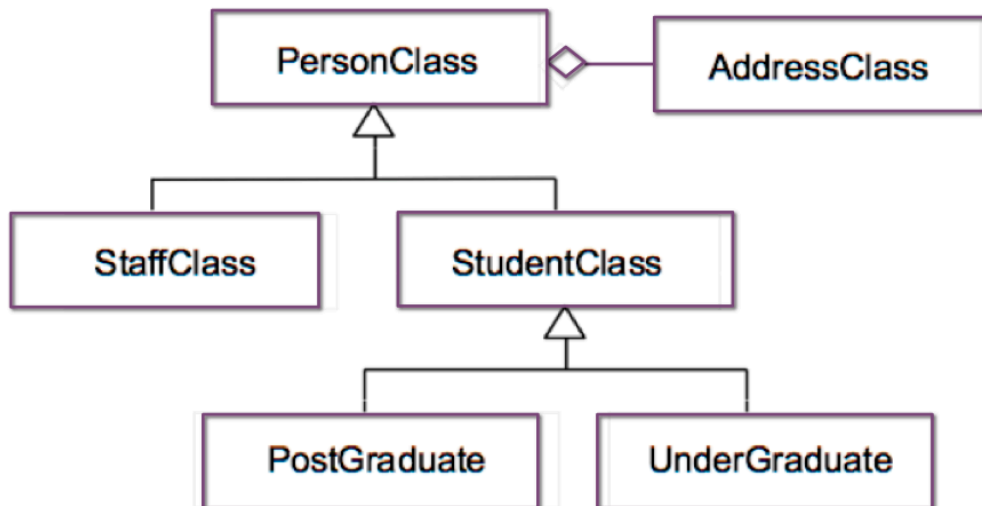 PersonClass
AddressClass
StaffClass
StudentClass
PostGraduate
UnderGraduate